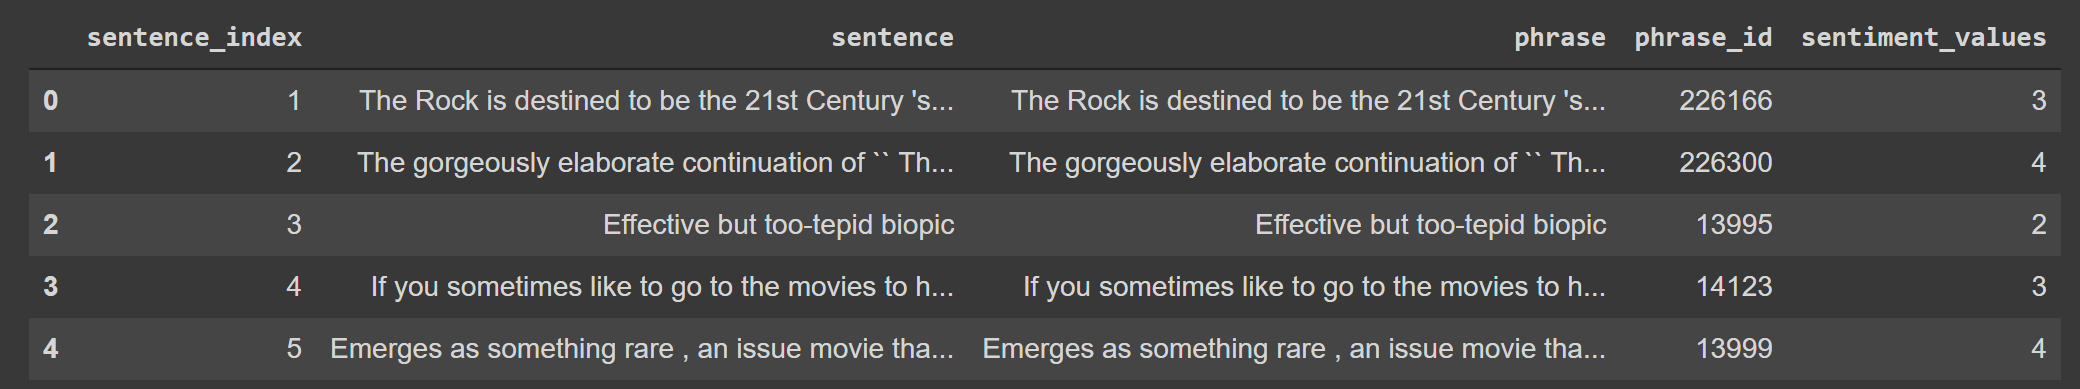 sentence_index sentence phrase phrase_id sentiment_values
0 1 The Rock is destined to be the 21st Century 's... The Rock is destined to be the 21st Century 's... 226166 3
1 2 The gorgeously elaborate continuation of `` Th... The gorgeously elaborate continuation of `` Th... 226300 4
2 3 Effective but too-tepid biopic Effective but too-tepid biopic 13995 2
3 4 If you sometimes like to go to the movies to h... If you sometimes like to go to the movies to h... 14123 3
4 5 Emerges as something rare , an issue movie tha... Emerges as something rare , an issue movie tha... 13999 4